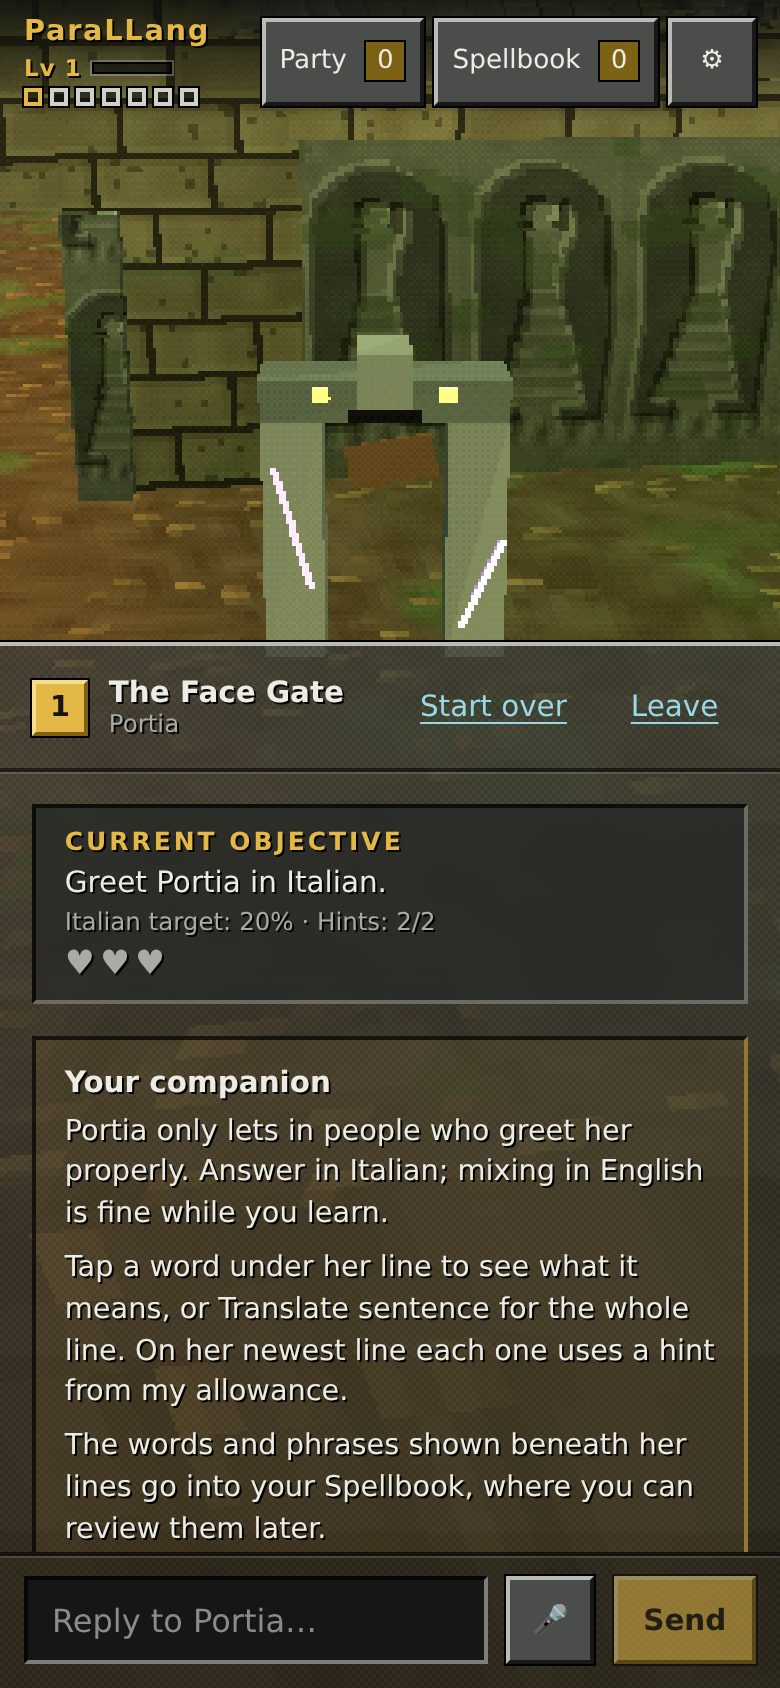 ParaLLang
Party 0
Spellbook 0
⚙
Lv 1
1
The Face Gate
Portia
Start over
Leave
CURRENT OBJECTIVE
Greet Portia in Italian.
Italian target: 20% · Hints: 2/2
♥♥♥
Your companion
Portia only lets in people who greet her
properly. Answer in Italian; mixing in English
is fine while you learn.
Tap a word under her line to see what it
means, or Translate sentence for the whole
line. On her newest line each one uses a hint
from my allowance.
The words and phrases shown beneath her
lines go into your Spellbook, where you can
review them later.
Reply to Portia...
🎤
Send